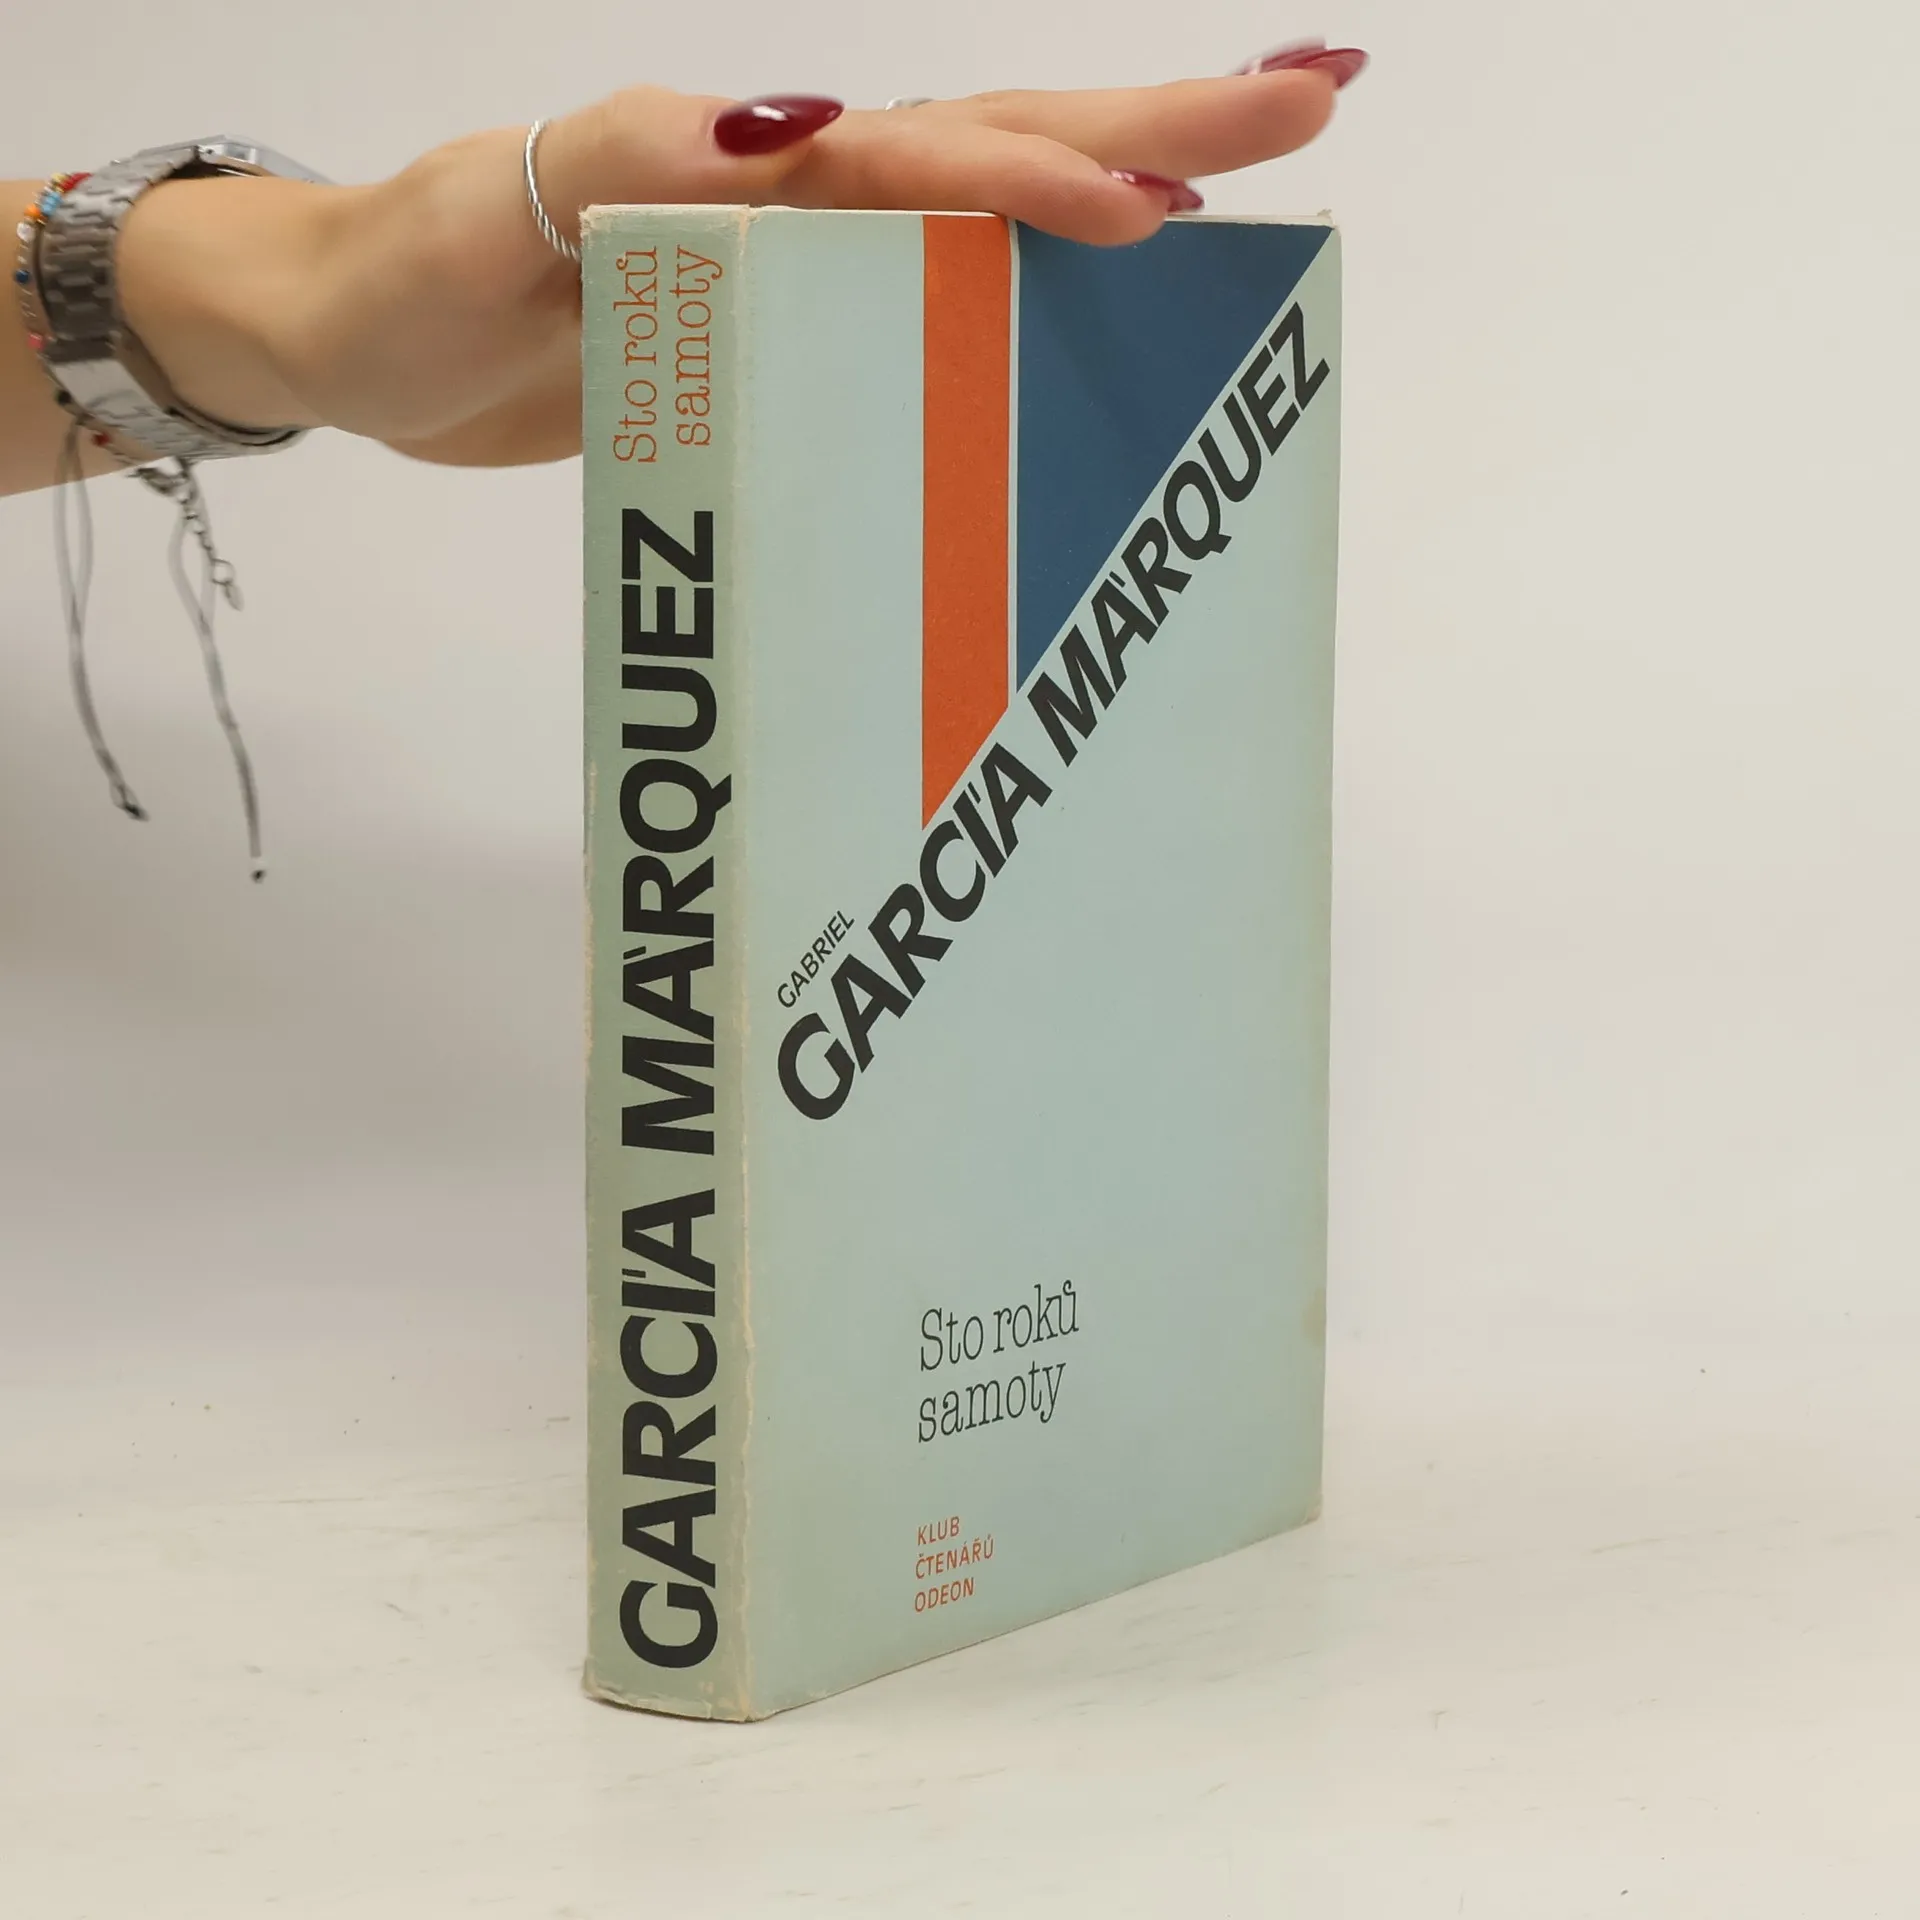 Sto roků
samoty
GARCÍA MÁRQUEZ
GABRIEL
GARCÍA MÁRQUEZ
Sto roků
samoty
KLUB
ČTENÁŘŮ
ODEON